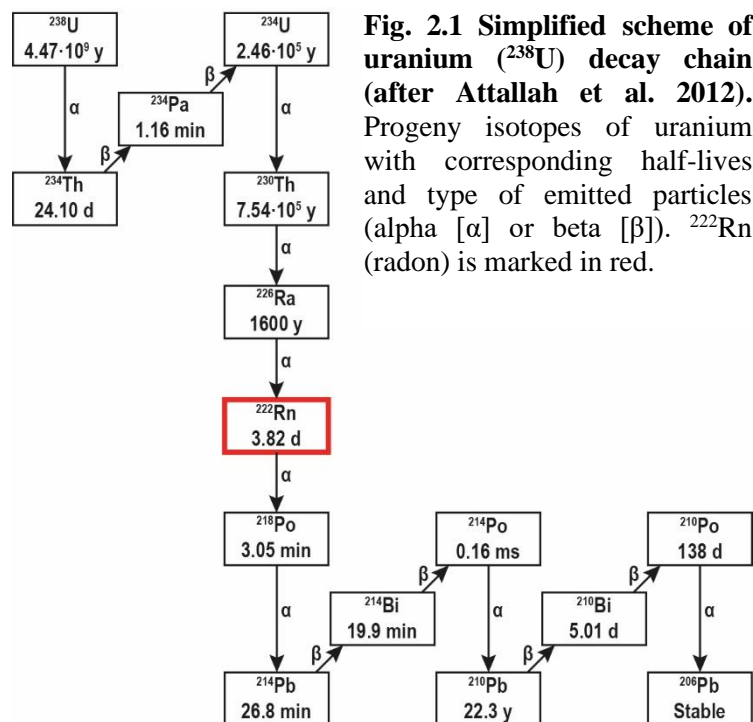 ²³⁸U
4.47·10⁹ y
α
²³⁴Th
24.10 d
β
²³⁴Pa
1.16 min
β
²³⁴U
2.46·10⁵ y
α
²³⁰Th
7.54·10⁵ y
α
²²⁶Ra
1600 y
α
²²²Rn
3.82 d
α
²¹⁸Po
3.05 min
α
²¹⁴Pb
26.8 min
β
²¹⁴Bi
19.9 min
β
²¹⁴Po
0.16 ms
α
²¹⁰Pb
22.3 y
β
²¹⁰Bi
5.01 d
β
²¹⁰Po
138 d
α
²⁰⁶Pb
Stable
Fig. 2.1 Simplified scheme of
uranium (²³⁸U) decay chain
(after Attallah et al. 2012).
Progeny isotopes of uranium
with corresponding half-lives
and type of emitted particles
(alpha [α] or beta [β]). ²²²Rn
(radon) is marked in red.